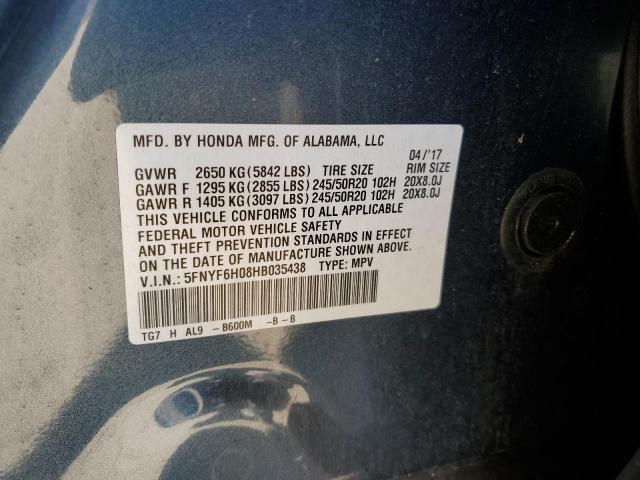 MFD. BY HONDA MFG. OF ALABAMA, LLC
04/'17
GVWR 2650 KG (5842 LBS) TIRE SIZE RIM SIZE
GAWR F 1295 KG (2855 LBS) 245/50R20 102H 20X8.0J
GAWR R 1405 KG (3097 LBS) 245/50R20 102H 20X8.0J
THIS VEHICLE CONFORMS TO ALL APPLICABLE
FEDERAL MOTOR VEHICLE SAFETY
AND THEFT PREVENTION STANDARDS IN EFFECT
ON THE DATE OF MANUFACTURE SHOWN ABOVE.
V.I.N.: 5FNYF6H08HB035438 TYPE: MPV
TG7 H AL9 -B600M -B-8